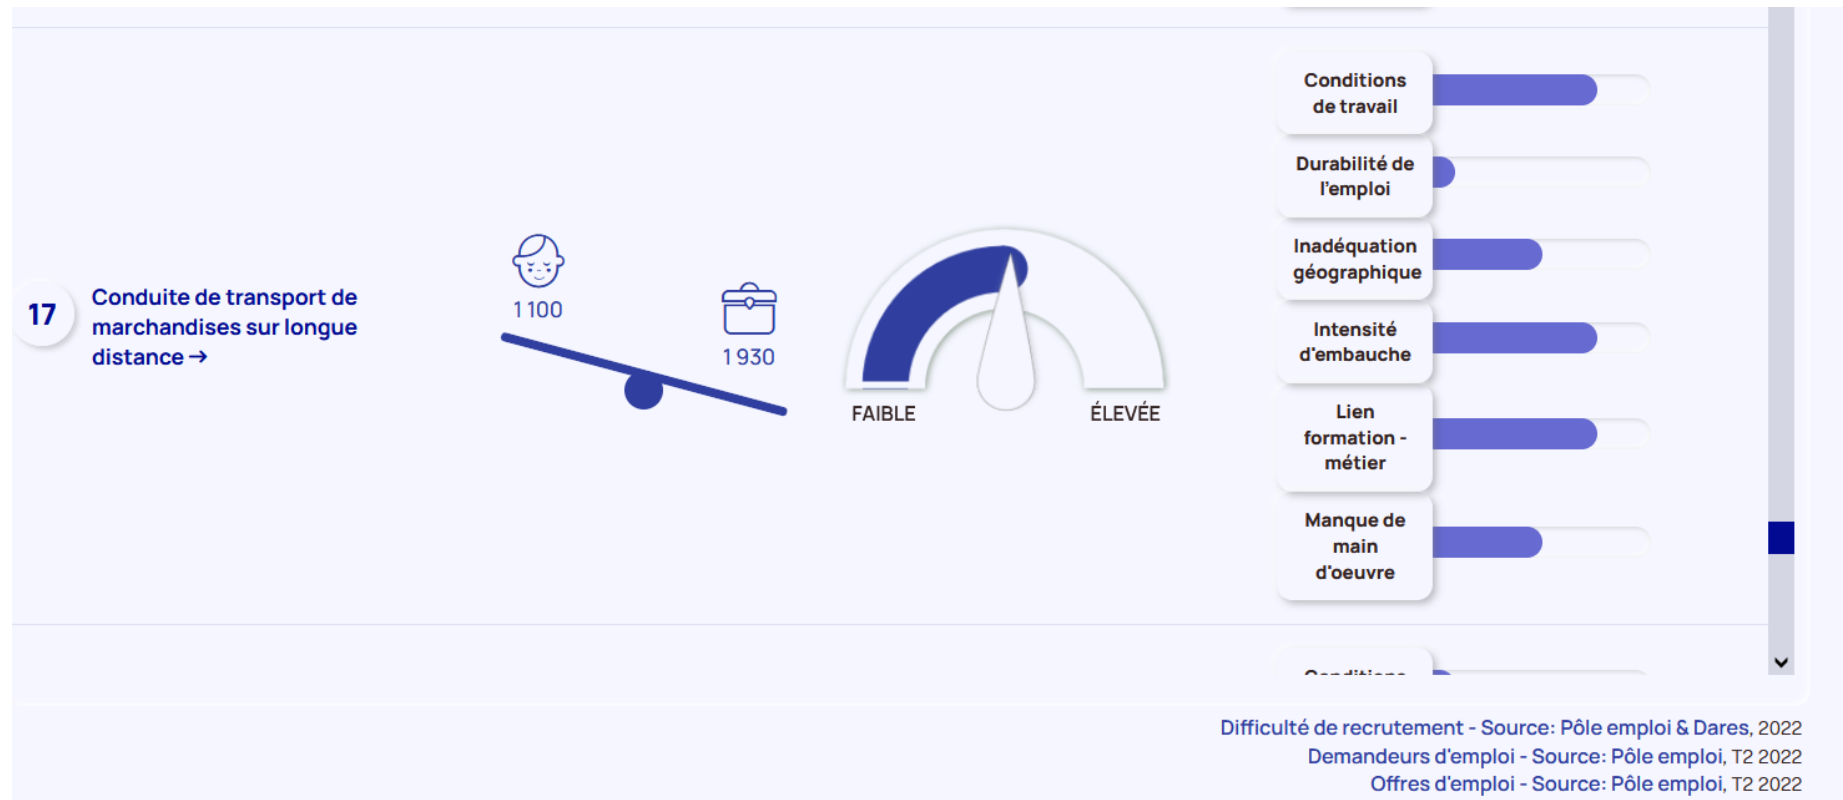 17
Conduite de transport de
marchandises sur longue
distance →
1 100
1 930
FAIBLE
ÉLEVÉE
Conditions
de travail
Durabilité de
l'emploi
Inadéquation
géographique
Intensité
d'embauche
Lien
formation -
métier
Manque de
main
d'oeuvre
Conditions
Difficulté de recrutement - Source: Pôle emploi & Dares, 2022
Demandeurs d'emploi - Source: Pôle emploi, T2 2022
Offres d'emploi - Source: Pôle emploi, T2 2022